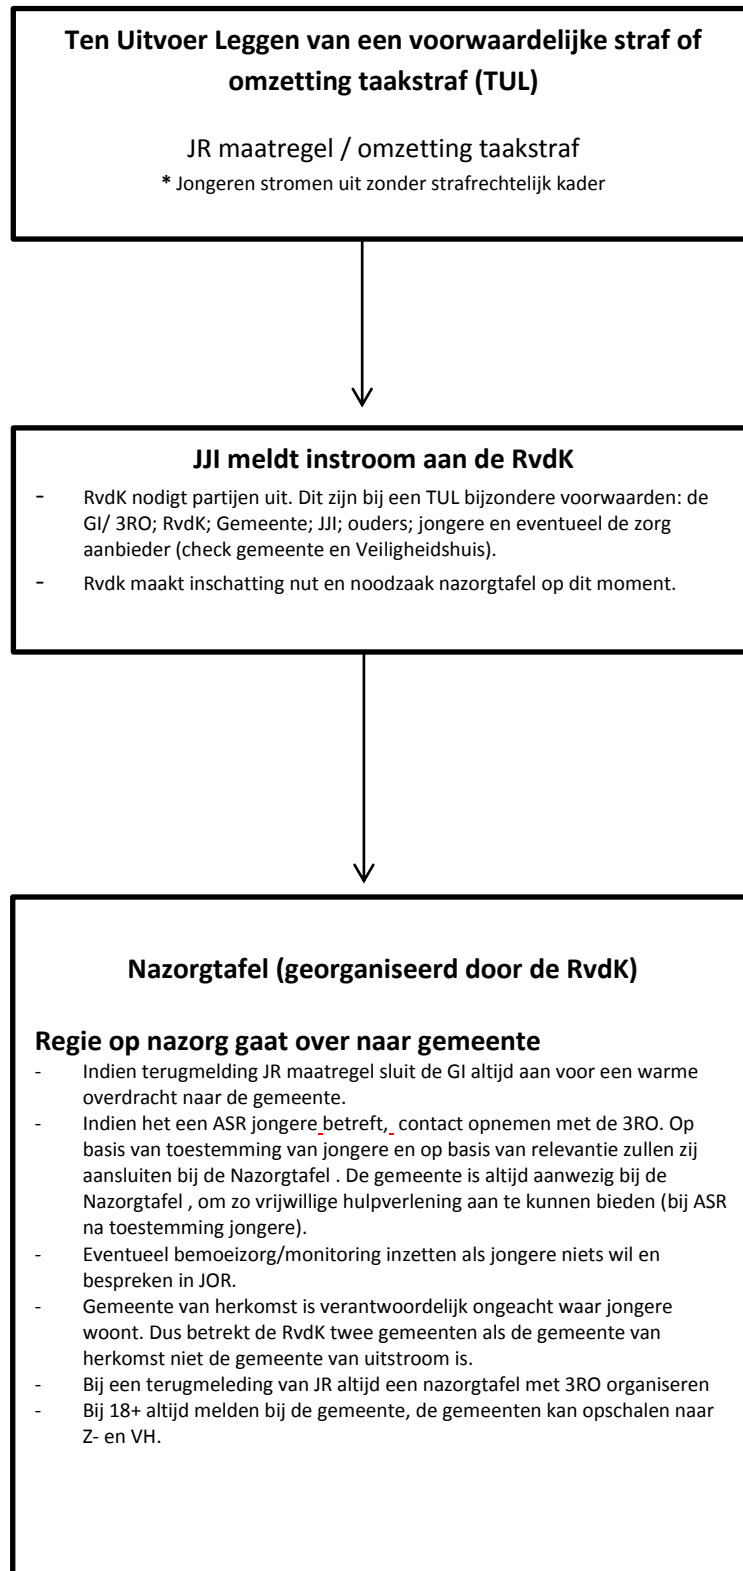 Ten Uitvoer Leggen van een voorwaardelijke straf of
omzetting taakstraf (TUL)
JR maatregel / omzetting taakstraf
* Jongeren stromen uit zonder strafrechtelijk kader
JJI meldt instroom aan de RvdK
- RvdK nodigt partijen uit. Dit zijn bij een TUL bijzondere voorwaarden: de
GI/ 3RO; RvdK; Gemeente; JJI; ouders; jongere en eventueel de zorg
aanbieder (check gemeente en Veiligheidshuis).
- Rvdk maakt inschatting nut en noodzaak nazorgtafel op dit moment.
Nazorgtafel (georganiseerd door de RvdK)
Regie op nazorg gaat over naar gemeente
- Indien terugmelding JR maatregel sluit de GI altijd aan voor een warme
overdracht naar de gemeente.
- Indien het een ASR jongere betreft, contact opnemen met de 3RO. Op
basis van toestemming van jongere en op basis van relevantie zullen zij
aansluiten bij de Nazorgtafel . De gemeente is altijd aanwezig bij de
Nazorgtafel , om zo vrijwillige hulpverlening aan te kunnen bieden (bij ASR
na toestemming jongere).
- Eventueel bemoeizorg/monitoring inzetten als jongere niets wil en
bespreken in JOR.
- Gemeente van herkomst is verantwoordelijk ongeacht waar jongere
woont. Dus betrekt de RvdK twee gemeenten als de gemeente van
herkomst niet de gemeente van uitstroom is.
- Bij een terugmeleding van JR altijd een nazorgtafel met 3RO organiseren
- Bij 18+ altijd melden bij de gemeente, de gemeenten kan opschalen naar
Z- en VH.